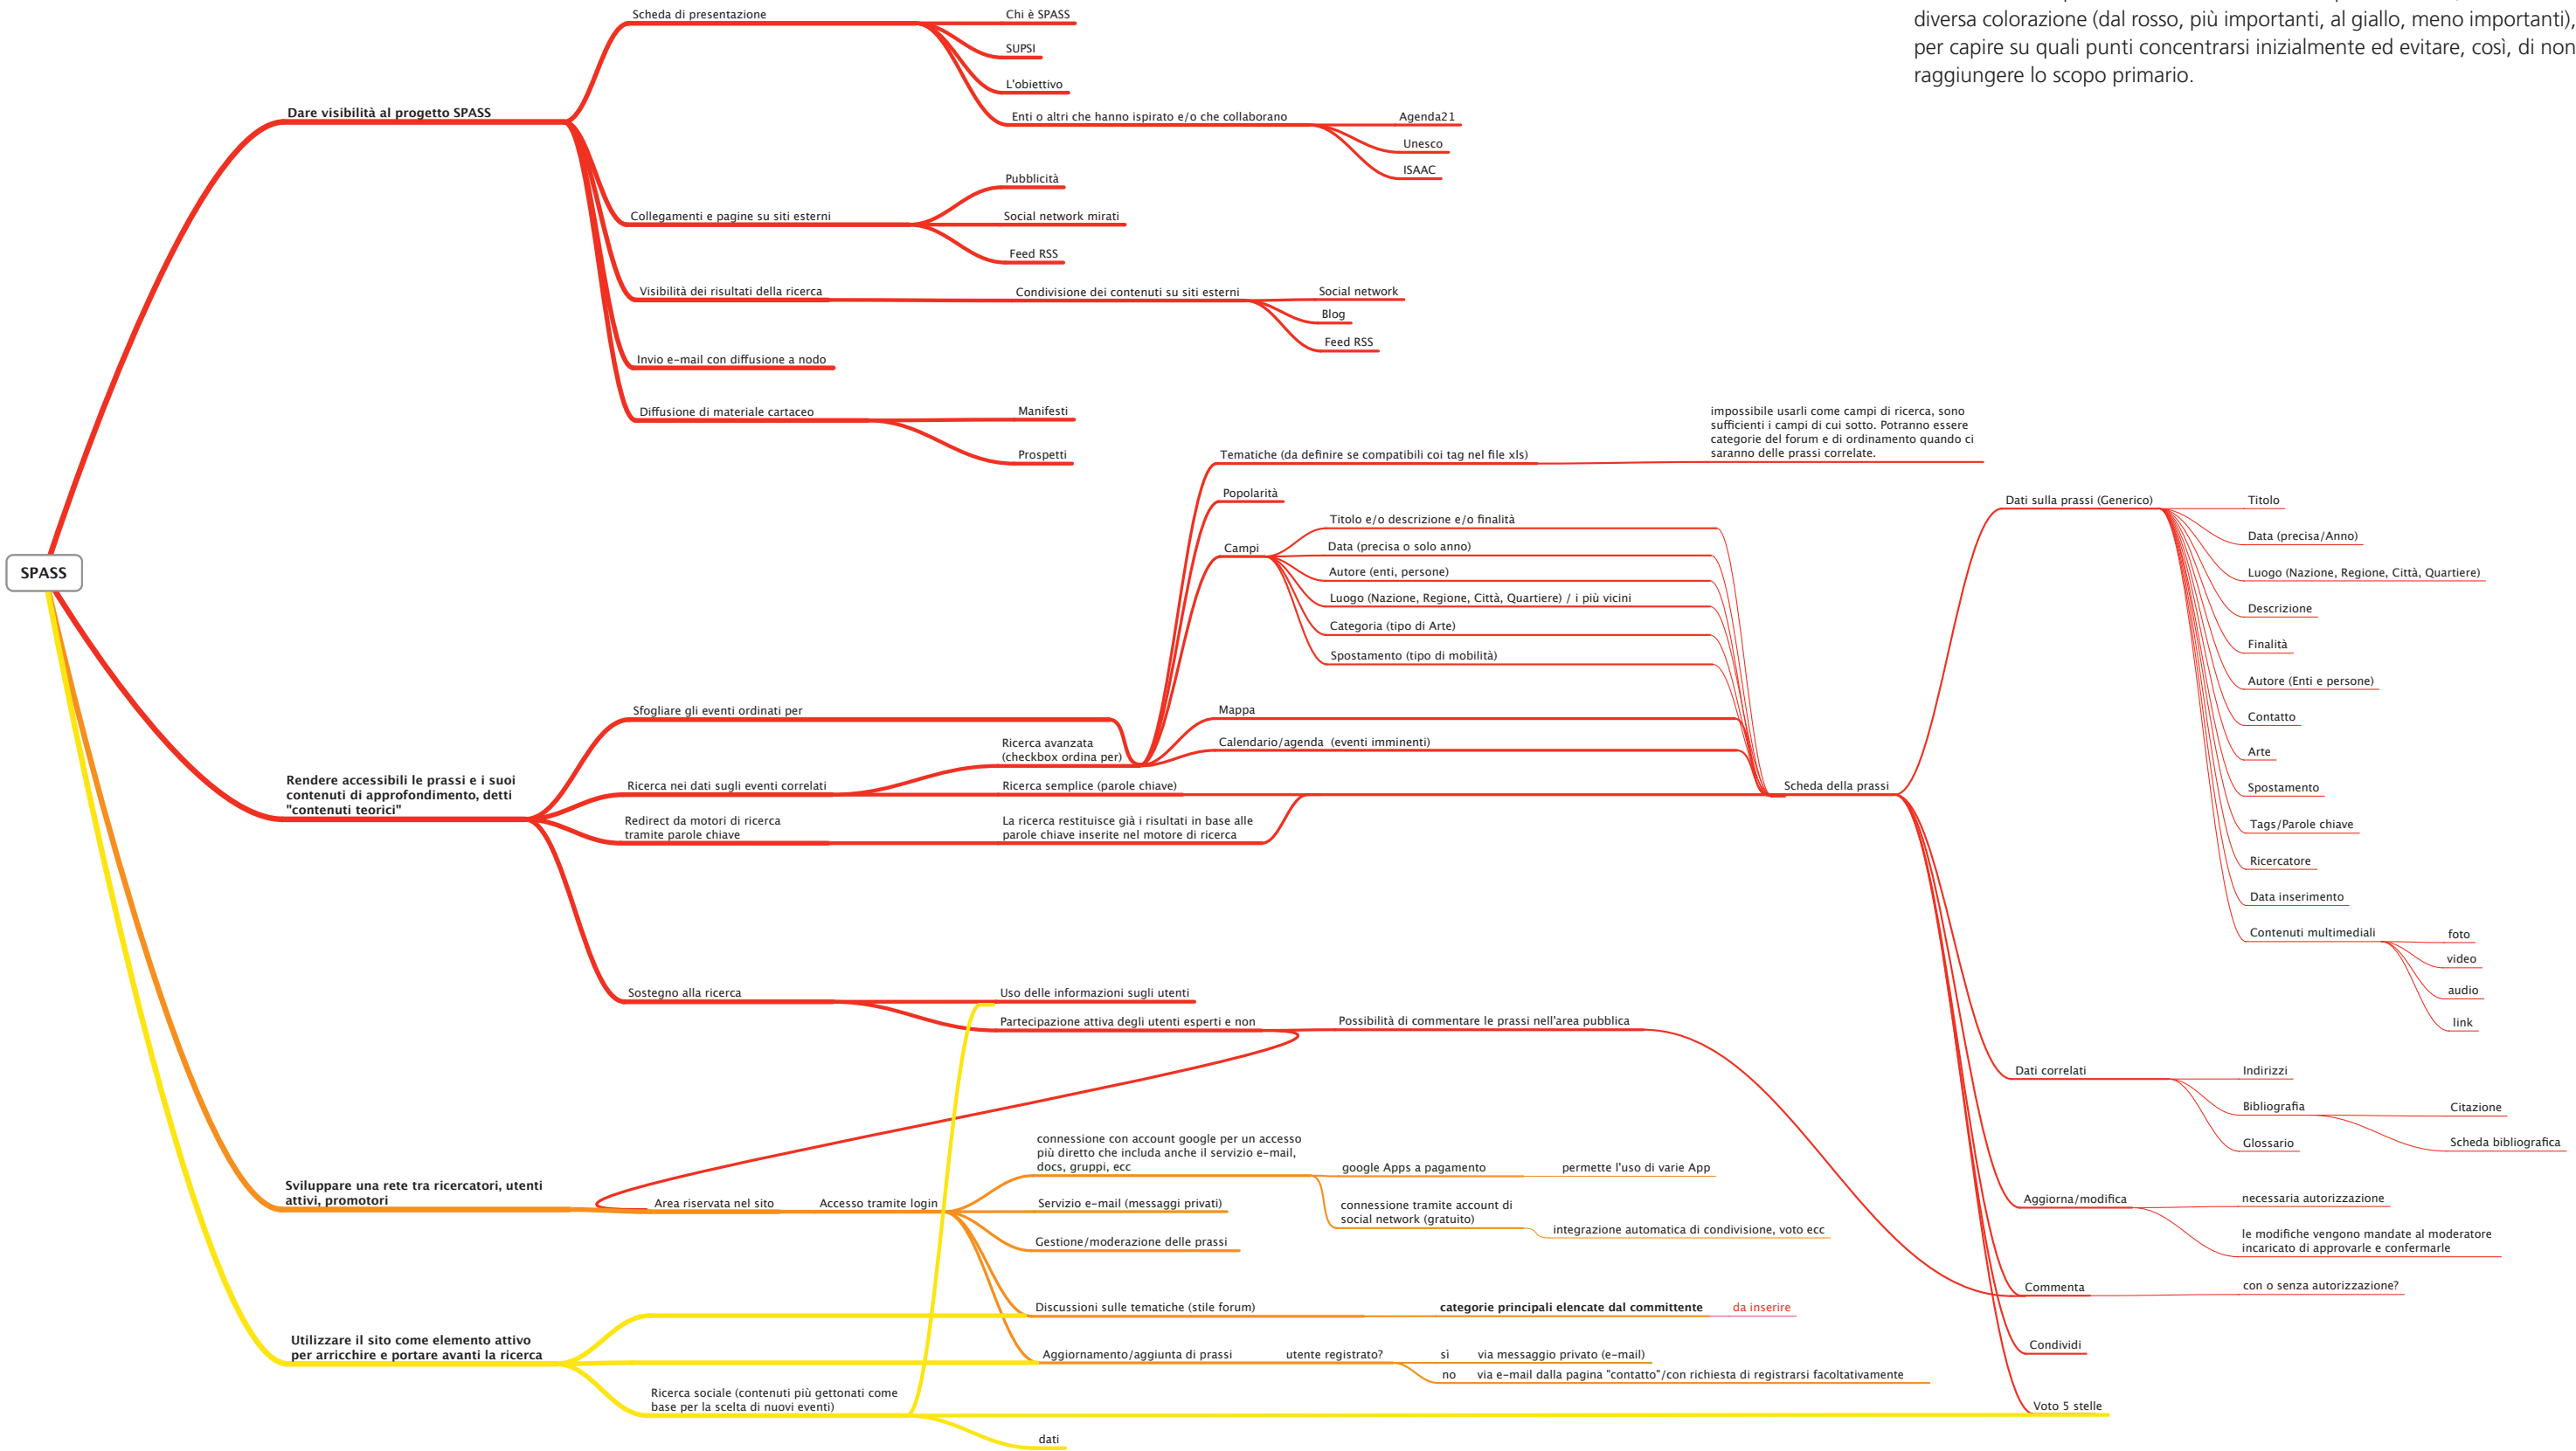 diversa colorazione (dal rosso, più importanti, al giallo, meno importanti),
per capire su quali punti concentrarsi inizialmente ed evitare, così, di non
raggiungere lo scopo primario.
SPASS
Dare visibilità al progetto SPASS
Scheda di presentazione
Chi è SPASS
SUPSI
L'obiettivo
Enti o altri che hanno ispirato e/o che collaborano
Agenda21
Unesco
ISAAC
Collegamenti e pagine su siti esterni
Pubblicità
Social network mirati
Feed RSS
Visibilità dei risultati della ricerca
Condivisione dei contenuti su siti esterni
Social network
Blog
Feed RSS
Invio e-mail con diffusione a nodo
Diffusione di materiale cartaceo
Manifesti
Prospetti
Rendere accessibili le prassi e i suoi
contenuti di approfondimento, detti
"contenuti teorici"
Sfogliare gli eventi ordinati per
Ricerca nei dati sugli eventi correlati
Ricerca avanzata
(checkbox ordina per)
Ricerca semplice (parole chiave)
Redirect da motori di ricerca
tramite parole chiave
La ricerca restituisce già i risultati in base alle
parole chiave inserite nel motore di ricerca
Tematiche (da definire se compatibili coi tag nel file xls)
impossibile usarli come campi di ricerca, sono
sufficienti i campi di cui sotto. Potranno essere
categorie del forum e di ordinamento quando ci
saranno delle prassi correlate.
Popolarità
Campi
Titolo e/o descrizione e/o finalità
Data (precisa o solo anno)
Autore (enti, persone)
Luogo (Nazione, Regione, Città, Quartiere) / i più vicini
Categoria (tipo di Arte)
Spostamento (tipo di mobilità)
Mappa
Calendario/agenda (eventi imminenti)
Scheda della prassi
Dati sulla prassi (Generico)
Titolo
Data (precisa/Anno)
Luogo (Nazione, Regione, Città, Quartiere)
Descrizione
Finalità
Autore (Enti e persone)
Contatto
Arte
Spostamento
Tags/Parole chiave
Ricercatore
Data inserimento
Contenuti multimediali
foto
video
audio
link
Dati correlati
Indirizzi
Bibliografia
Citazione
Scheda bibliografica
Glossario
Aggiorna/modifica
necessaria autorizzazione
le modifiche vengono mandate al moderatore
incaricato di approvarle e confermarle
Commenta
con o senza autorizzazione?
Condividi
Voto 5 stelle
Sostegno alla ricerca
Uso delle informazioni sugli utenti
Partecipazione attiva degli utenti esperti e non
Possibilità di commentare le prassi nell'area pubblica
Sviluppare una rete tra ricercatori, utenti
attivi, promotori
Area riservata nel sito
Accesso tramite login
connessione con account google per un accesso
più diretto che includa anche il servizio e-mail,
docs, gruppi, ecc
google Apps a pagamento
permette l'uso di varie App
connessione tramite account di
social network (gratuito)
integrazione automatica di condivisione, voto ecc
Servizio e-mail (messaggi privati)
Gestione/moderazione delle prassi
Discussioni sulle tematiche (stile forum)
categorie principali elencate dal committente
da inserire
Aggiornamento/aggiunta di prassi
utente registrato?
sì
via messaggio privato (e-mail)
no
via e-mail dalla pagina "contatto"/con richiesta di registrarsi facoltativamente
Utilizzare il sito come elemento attivo
per arricchire e portare avanti la ricerca
Ricerca sociale (contenuti più gettonati come
base per la scelta di nuovi eventi)
dati